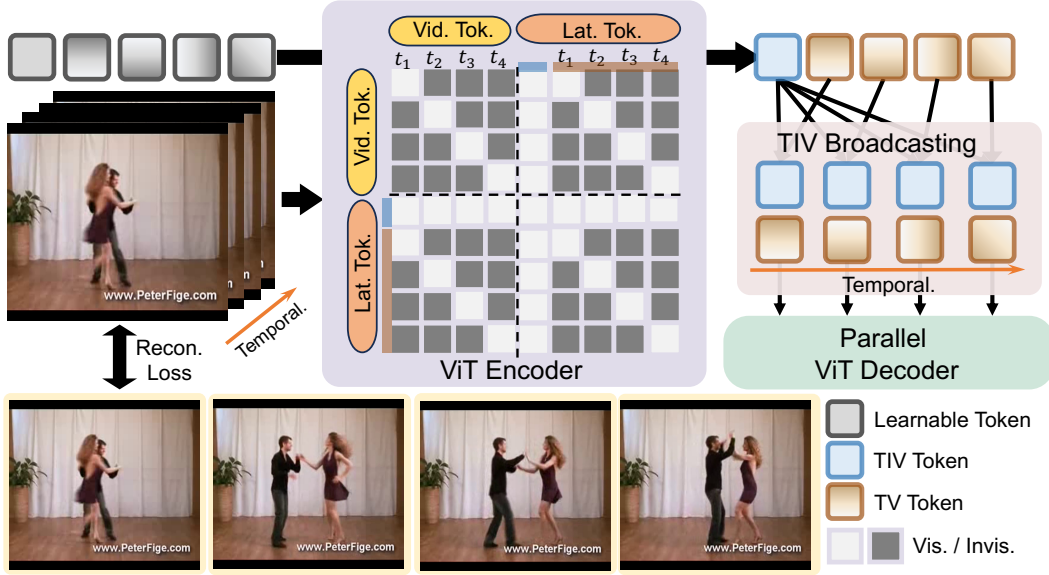 Vid. Tok.
Lat. Tok.
t₁ t₂ t₃ t₄ t₁ t₂ t₃ t₄
Vid. Tok.
Lat. Tok.
ViT Encoder
www.PeterFige.com
Temporal.
Recon.
Loss
TIV Broadcasting
Temporal.
Parallel
ViT Decoder
www.PeterFige.com
www.PeterFige.com
www.PeterFige.com
www.PeterFige.com
Learnable Token
TIV Token
TV Token
Vis. / Invis.